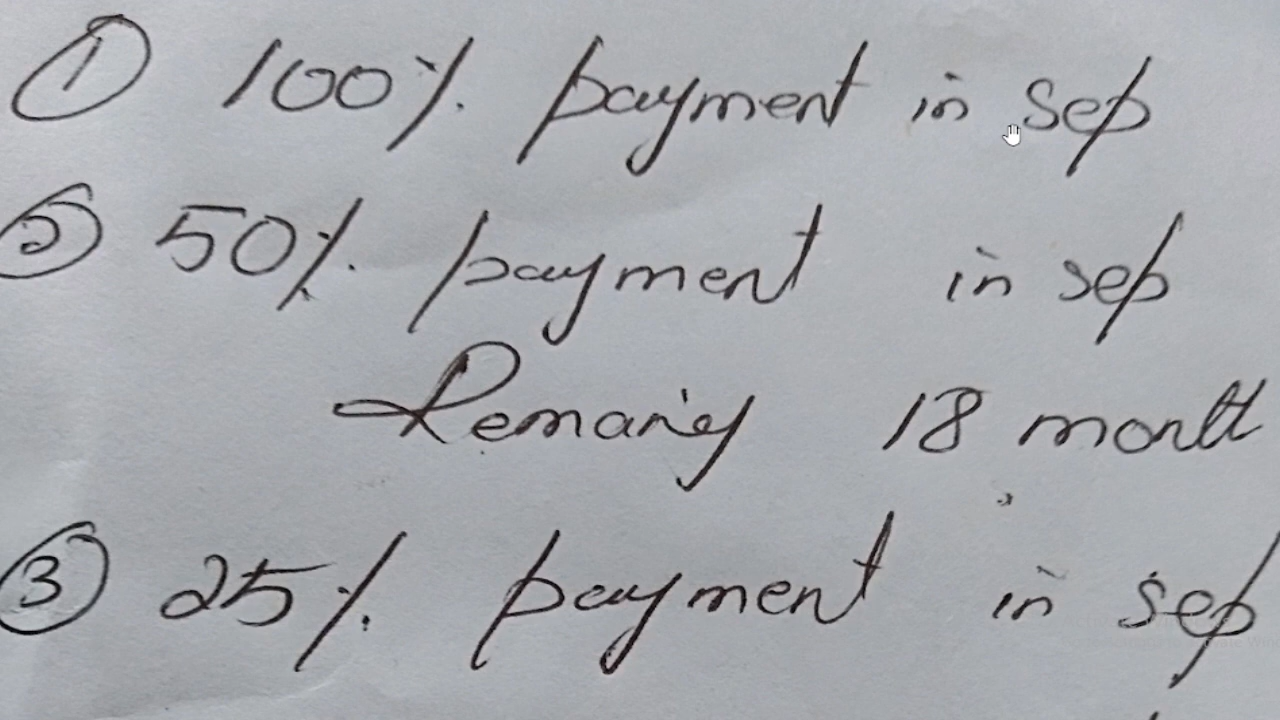 ① 100% payment in sep
② 50% payment in sep
Remaing 18 month
③ 25% payment in sep